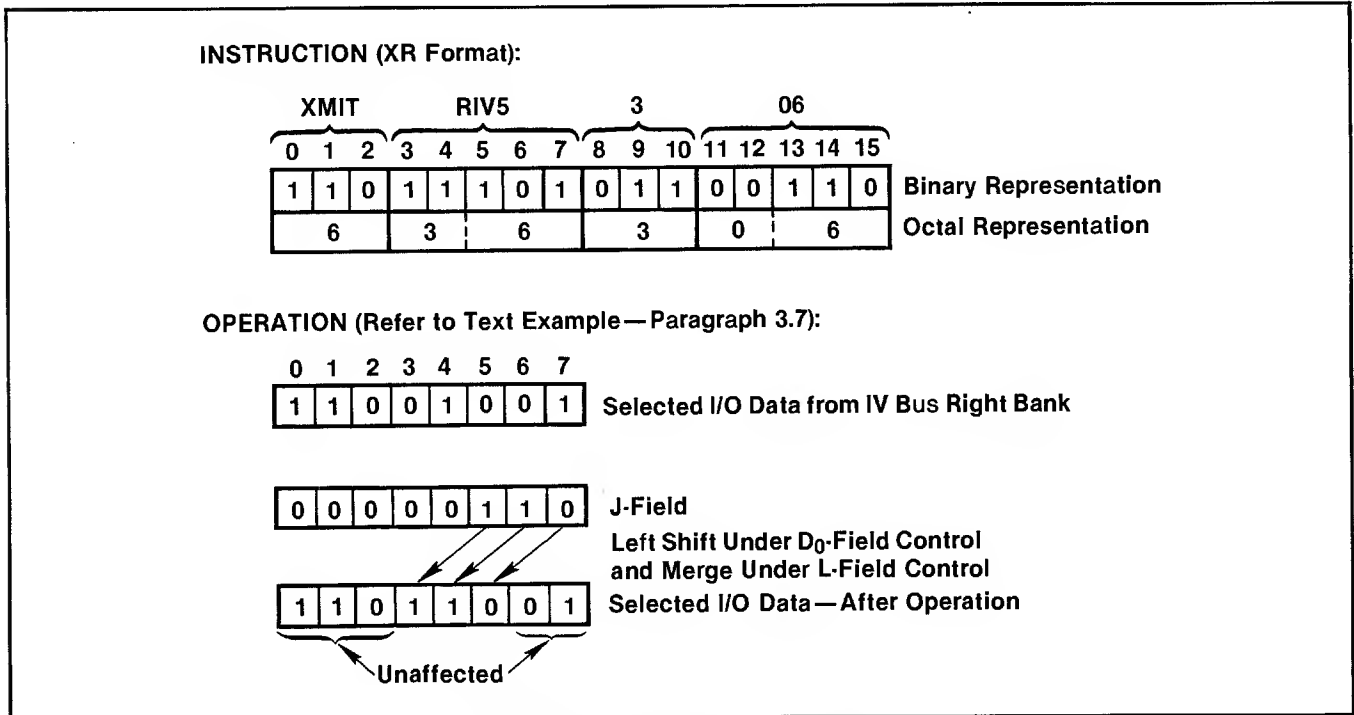 INSTRUCTION (XR Format):
XMIT RIV5 3 06
0 1 2 3 4 5 6 7 8 9 10 11 12 13 14 15
1 1 0 1 1 1 0 1 0 1 1 0 0 1 1 0 Binary Representation
6 3 6 3 0 6 Octal Representation
OPERATION (Refer to Text Example—Paragraph 3.7):
0 1 2 3 4 5 6 7
1 1 0 0 1 0 0 1 Selected I/O Data from IV Bus Right Bank
0 0 0 0 0 1 1 0 J-Field
Left Shift Under D0-Field Control
and Merge Under L-Field Control
1 1 0 1 1 0 0 1 Selected I/O Data—After Operation
Unaffected